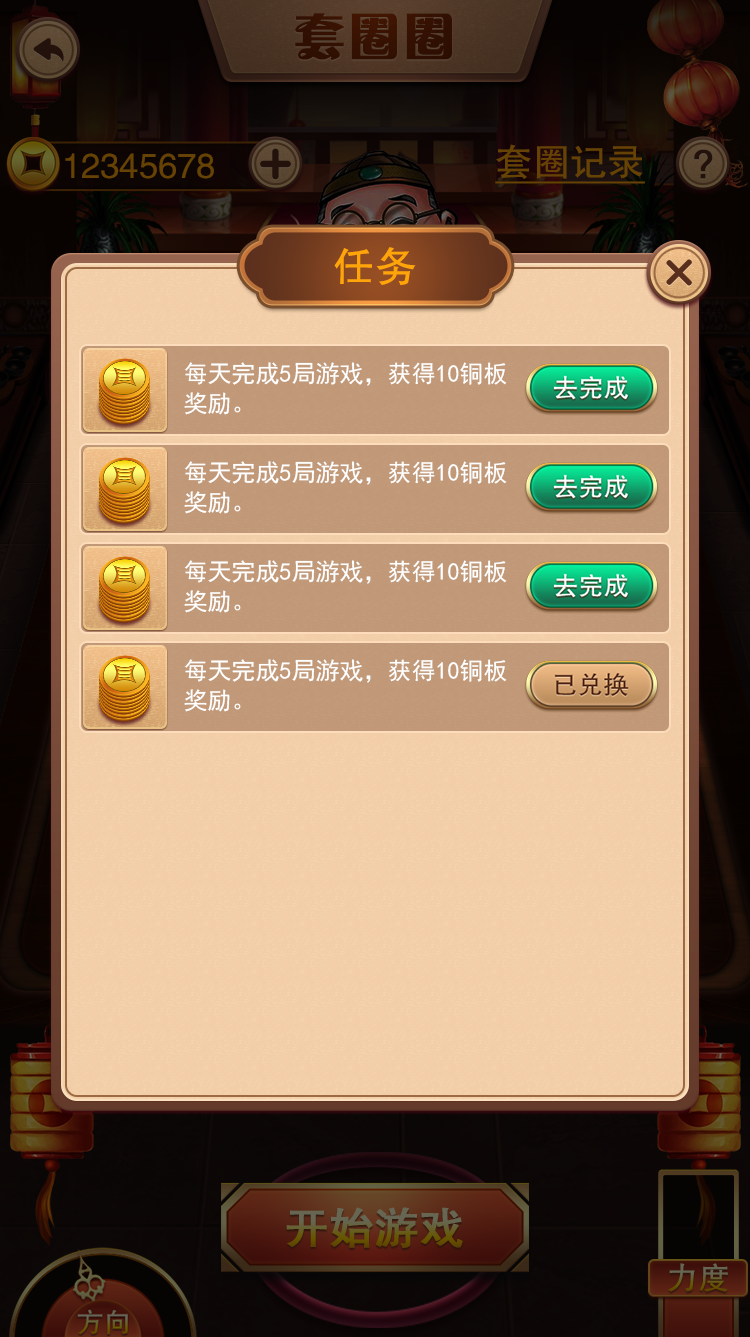 套圈圈
12345678
套圈记录
?
任务
每天完成5局游戏，获得10铜板
奖励。
去完成
每天完成5局游戏，获得10铜板
奖励。
去完成
每天完成5局游戏，获得10铜板
奖励。
去完成
每天完成5局游戏，获得10铜板
奖励。
已兑换
开始游戏
力度
方向